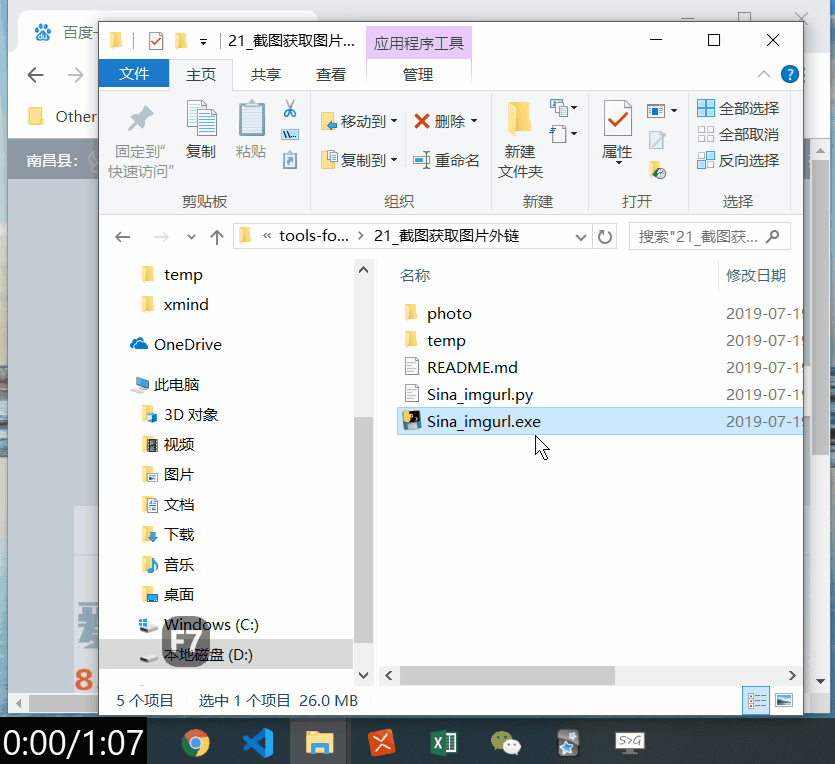 百度一
21_截图获取图片...
应用程序工具
文件
主页
共享
查看
管理
Other
南昌县:
固定到"
快速访问"
复制
粘贴
剪贴板
移动到
复制到
删除
重命名
组织
新建
文件夹
新建
属性
打开
全部选择
全部取消
反向选择
选择
« tools-fo... > 21_截图获取图片外链
搜索"21_截图获...
temp
xmind
OneDrive
此电脑
3D 对象
视频
图片
文档
下载
音乐
桌面
Windows (C:)
本地磁盘 (D:)
F7
名称
修改日期
photo
2019-07-19
temp
2019-07-19
README.md
2019-07-19
Sina_imgurl.py
2019-07-19
Sina_imgurl.exe
2019-07-19
8
5 个项目
选中 1 个项目 26.0 MB
0:00/1:07
S>G